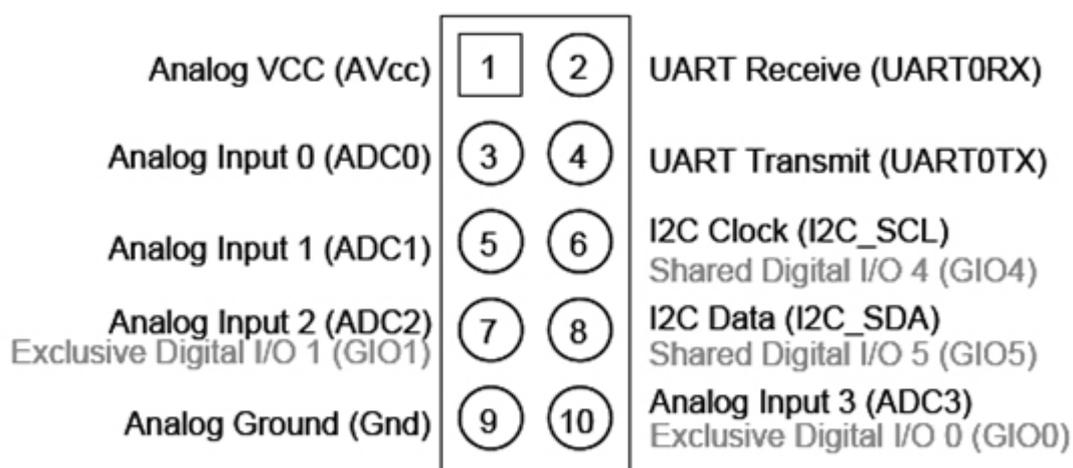 Analog VCC (AVcc) 1 2 UART Receive (UART0RX)
Analog Input 0 (ADC0) 3 4 UART Transmit (UART0TX)
Analog Input 1 (ADC1) 5 6 I2C Clock (I2C_SCL)
Shared Digital I/O 4 (GIO4)
Analog Input 2 (ADC2) 7 8 I2C Data (I2C_SDA)
Exclusive Digital I/O 1 (GIO1) Shared Digital I/O 5 (GIO5)
Analog Ground (Gnd) 9 10 Analog Input 3 (ADC3)
Exclusive Digital I/O 0 (GIO0)